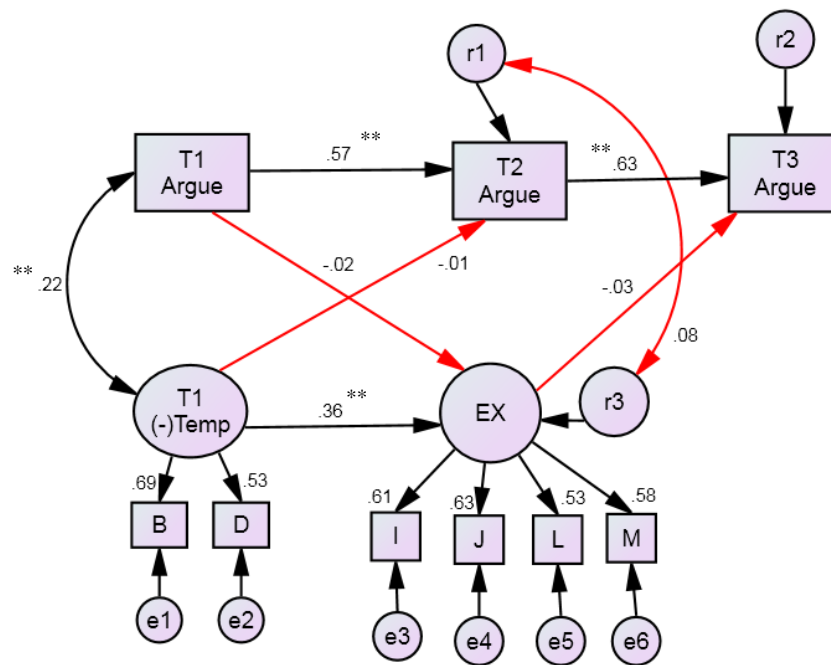 r1
r2
T1
Argue
.57
**
T2
Argue
**
.63
T3
Argue
**
.22
-.02
-.01
-.03
.08
T1
(-)Temp
.36
**
EX
r3
.69
.53
B
D
.61
.63
.53
.58
I
J
L
M
e1
e2
e3
e4
e5
e6